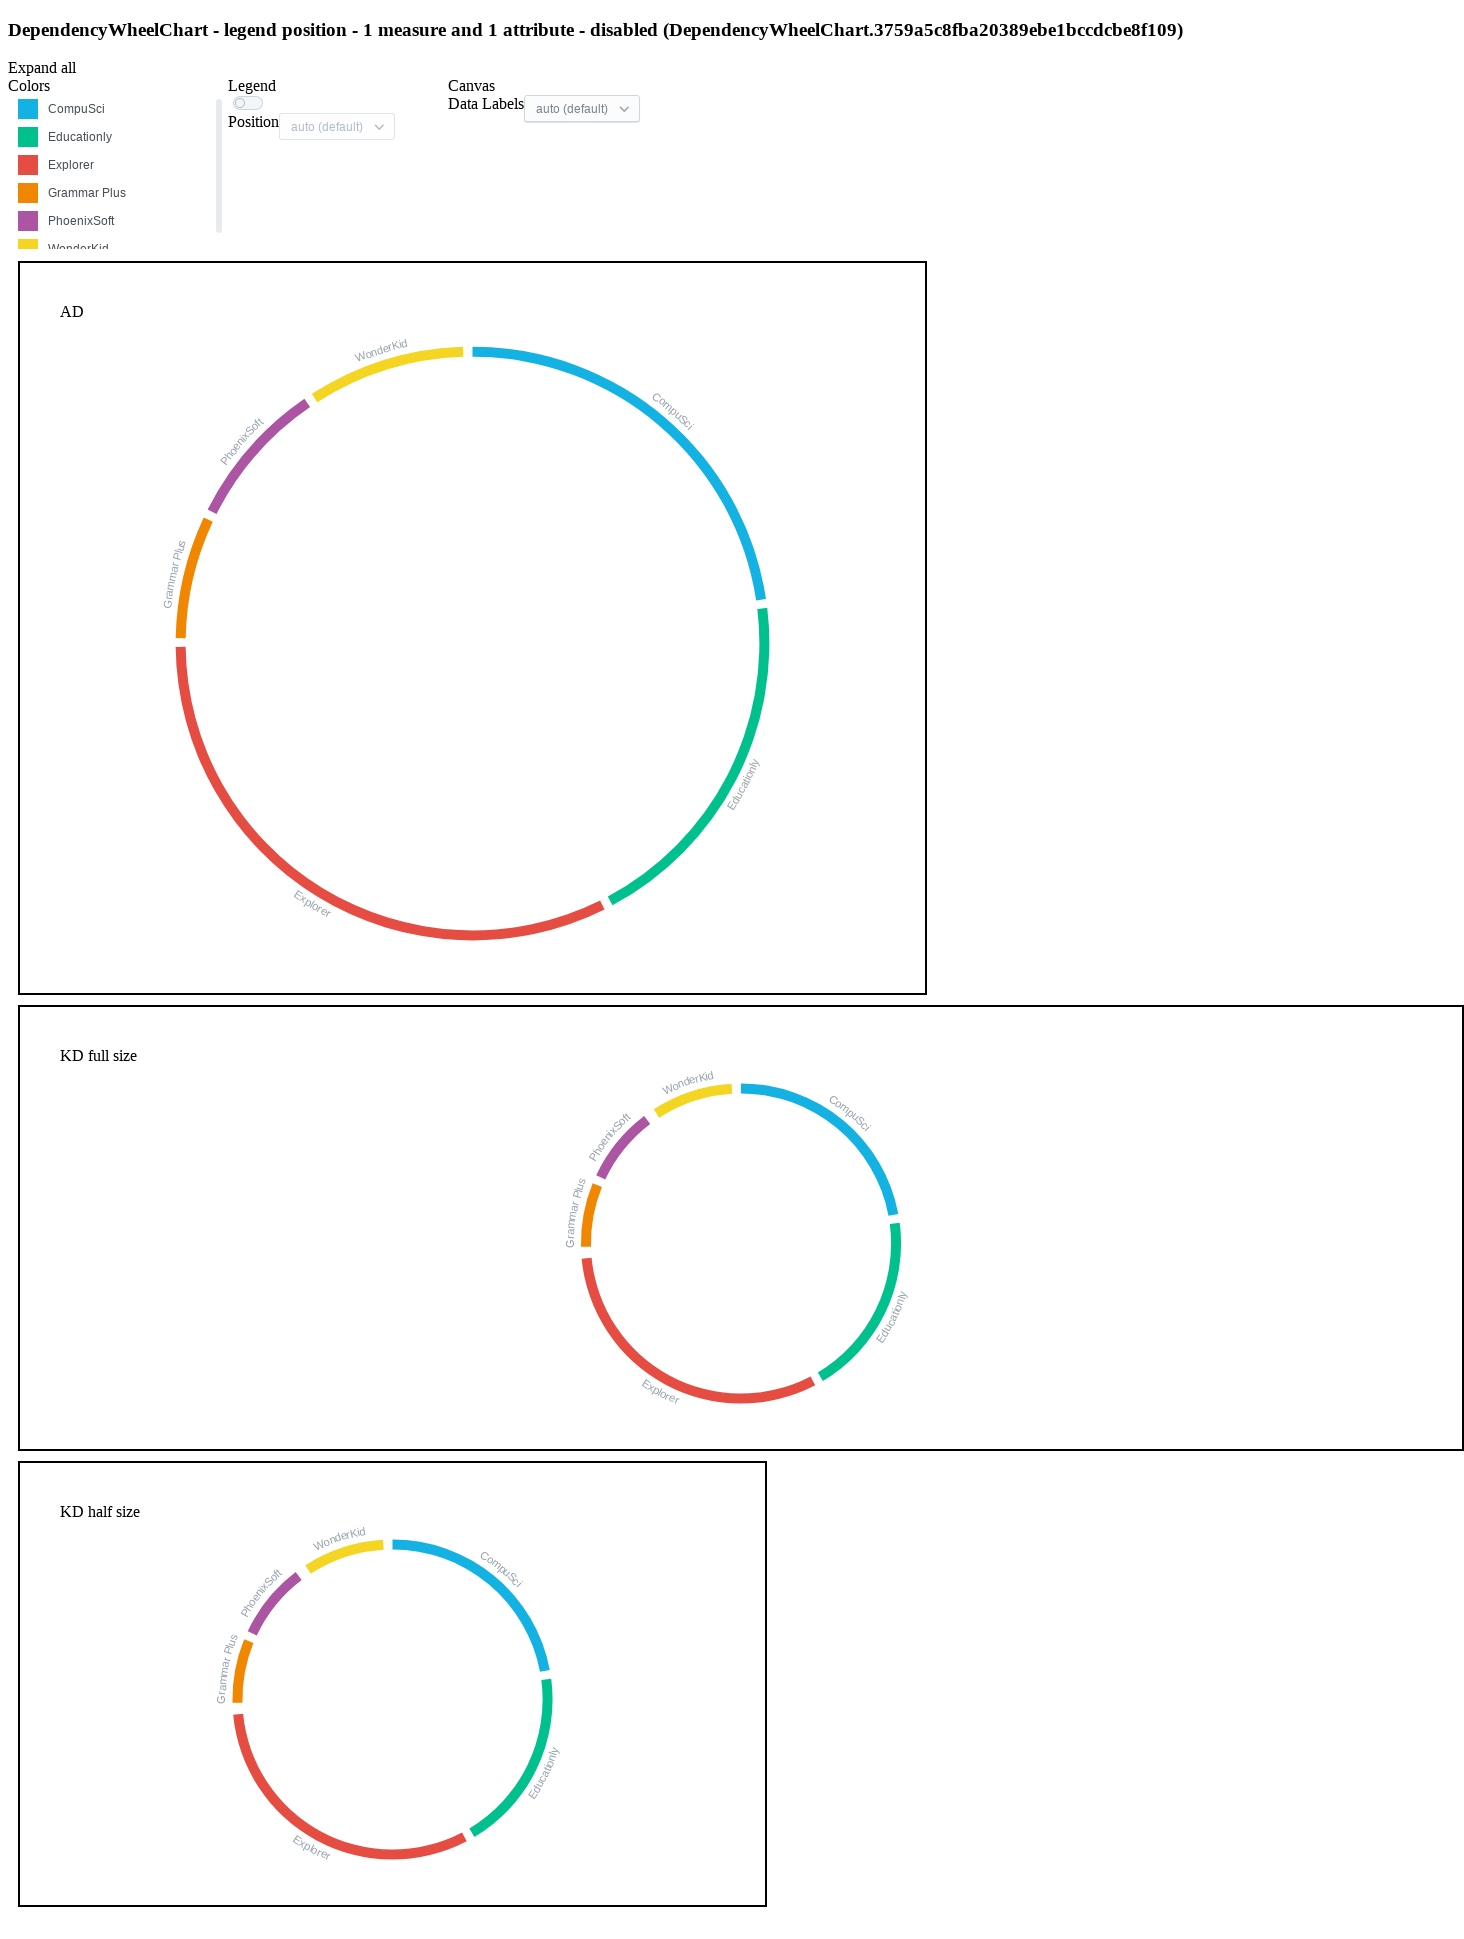 DependencyWheelChart - legend position - 1 measure and 1 attribute - disabled (DependencyWheelChart.3759a5c8fba20389ebe1bccdcbe8f109)
Expand all
Colors
CompuSci
Educationly
Explorer
Grammar Plus
PhoenixSoft
WonderKid
Legend
Position auto (default)
Canvas
Data Labels auto (default)
AD
WonderKid
CompuSci
PhoenixSoft
Grammar Plus
Educationly
Explorer
KD full size
WonderKid
CompuSci
PhoenixSoft
Grammar Plus
Educationly
Explorer
KD half size
WonderKid
CompuSci
PhoenixSoft
Grammar Plus
Educationly
Explorer